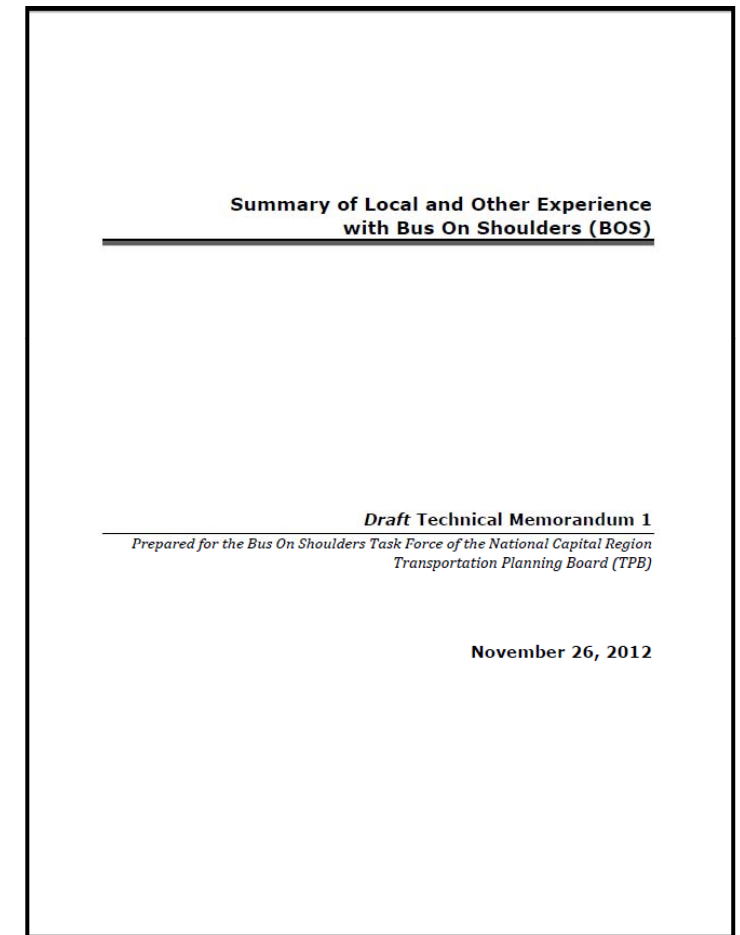 Summary of Local and Other Experience
with Bus On Shoulders (BOS)
Draft Technical Memorandum 1
Prepared for the Bus On Shoulders Task Force of the National Capital Region
Transportation Planning Board (TPB)
November 26, 2012